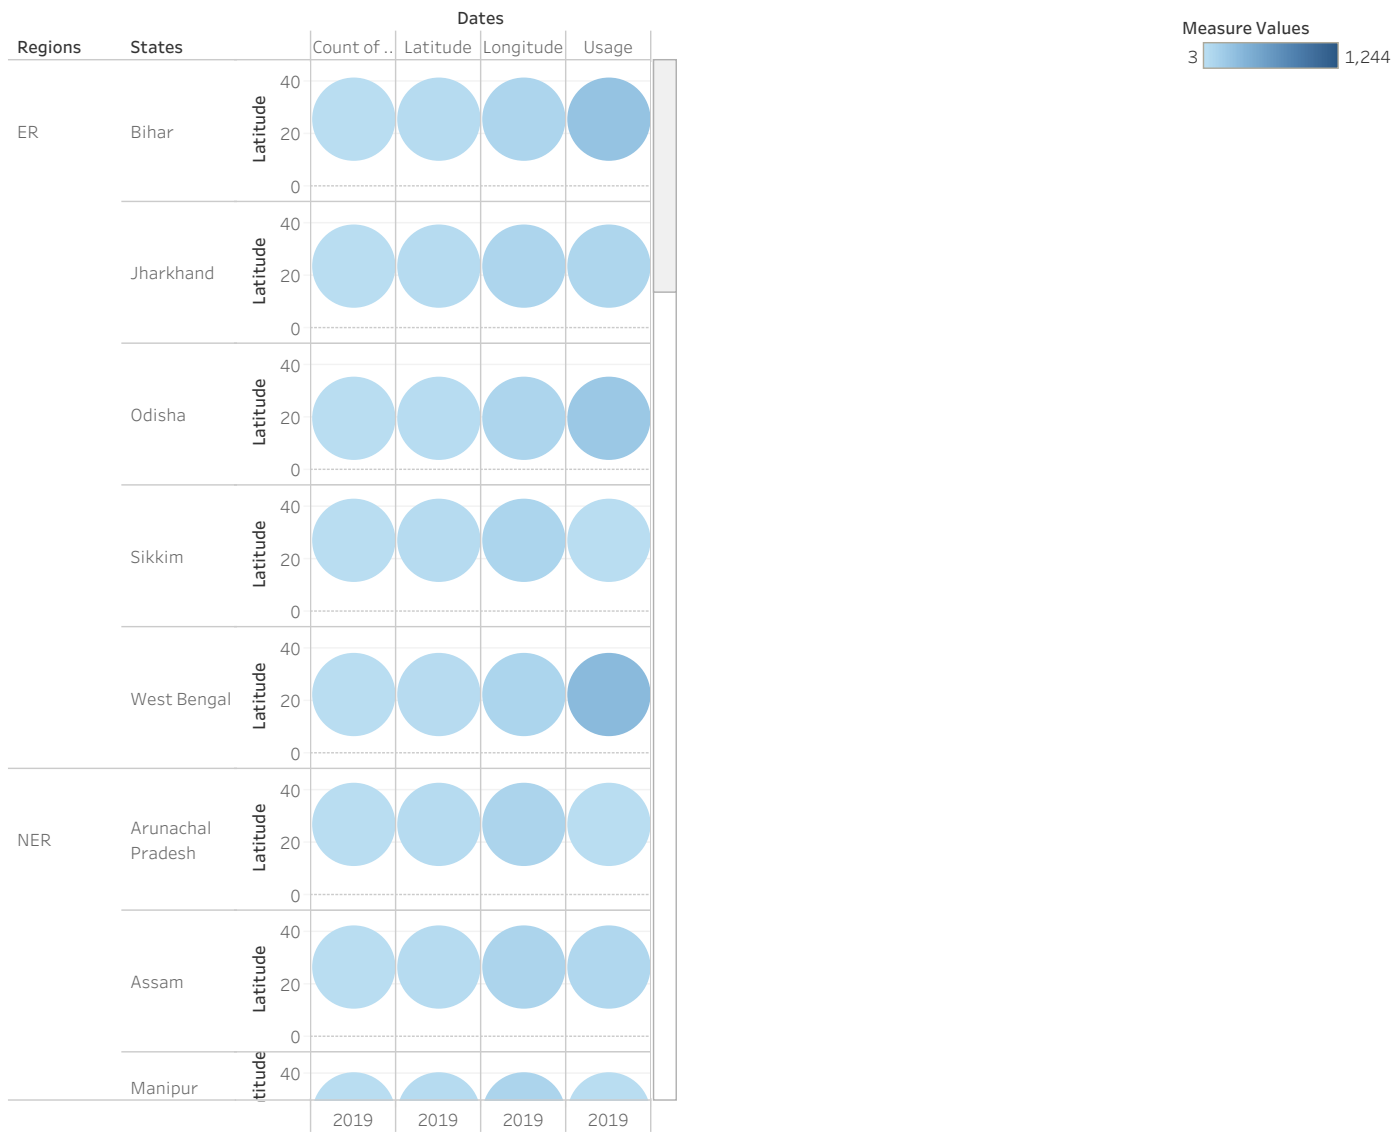 Dates
Regions States Count of .. Latitude Longitude Usage
ER Bihar Latitude 40 20 0
Jharkhand Latitude 40 20 0
Odisha Latitude 40 20 0
Sikkim Latitude 40 20 0
West Bengal Latitude 40 20 0
NER Arunachal Pradesh Latitude 40 20 0
Assam Latitude 40 20 0
Manipur titude 40
2019 2019 2019 2019
Measure Values
3 1,244